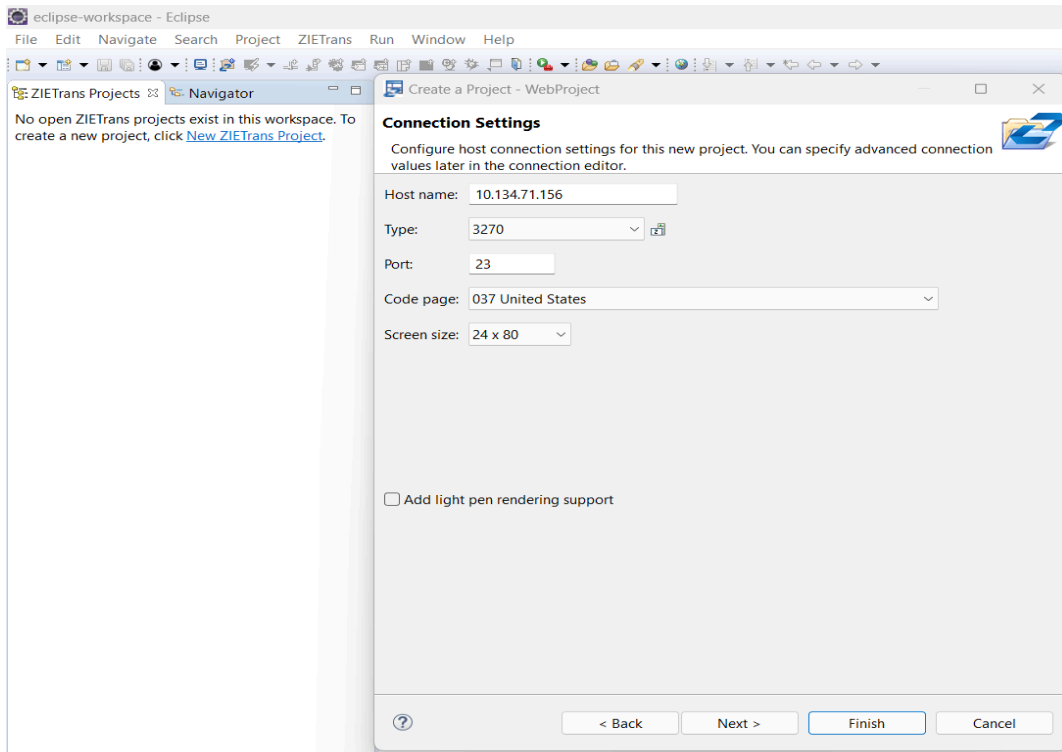 eclipse-workspace - Eclipse
File Edit Navigate Search Project ZIETrans Run Window Help
ZIETrans Projects
Navigator
No open ZIETrans projects exist in this workspace. To
create a new project, click New ZIETrans Project.
Create a Project - WebProject
Connection Settings
Configure host connection settings for this new project. You can specify advanced connection
values later in the connection editor.
Host name: 10.134.71.156
Type: 3270
Port: 23
Code page: 037 United States
Screen size: 24 x 80
Add light pen rendering support
< Back Next > Finish Cancel